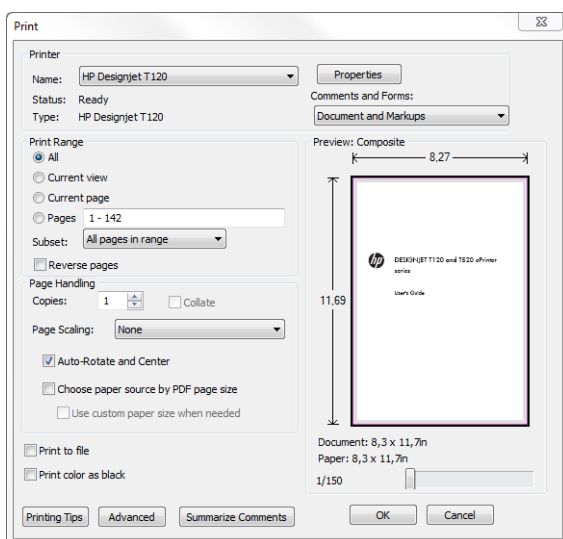 Print
Printer
Name: HP Designjet T120
Properties
Status: Ready
Comments and Forms:
Type: HP Designjet T120
Document and Markups
Print Range
All
Current view
Current page
Pages 1 - 142
Subset: All pages in range
Reverse pages
Page Handling
Copies: 1 Collate
Page Scaling: None
Auto-Rotate and Center
Choose paper source by PDF page size
Use custom paper size when needed
Print to file
Print color as black
Preview: Composite
8,27
11,69
hp
DESIGNJET T120 and T520 ePrinter
series
User's Guide
Document: 8,3 x 11,7in
Paper: 8,3 x 11,7in
1/150
Printing Tips Advanced Summarize Comments OK Cancel